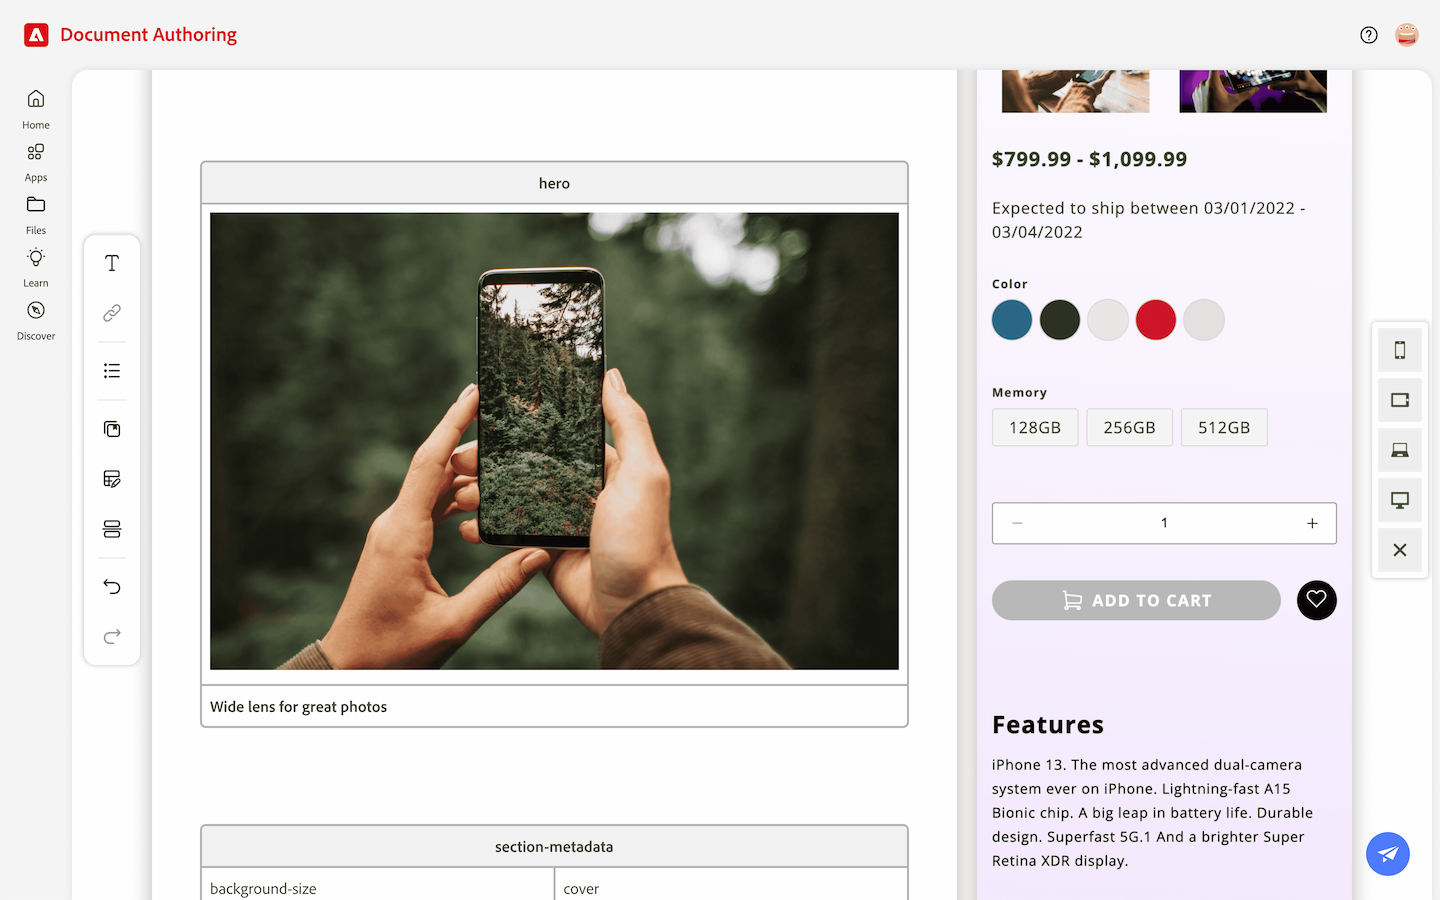 Document Authoring
Home
Apps
Files
Learn
Discover
T
hero
Wide lens for great photos
section-metadata
background-size
cover
$799.99 - $1,099.99
Expected to ship between 03/01/2022 -
03/04/2022
Color
Memory
128GB 256GB 512GB
− 1 +
ADD TO CART
Features
iPhone 13. The most advanced dual-camera
system ever on iPhone. Lightning-fast A15
Bionic chip. A big leap in battery life. Durable
design. Superfast 5G.1 And a brighter Super
Retina XDR display.